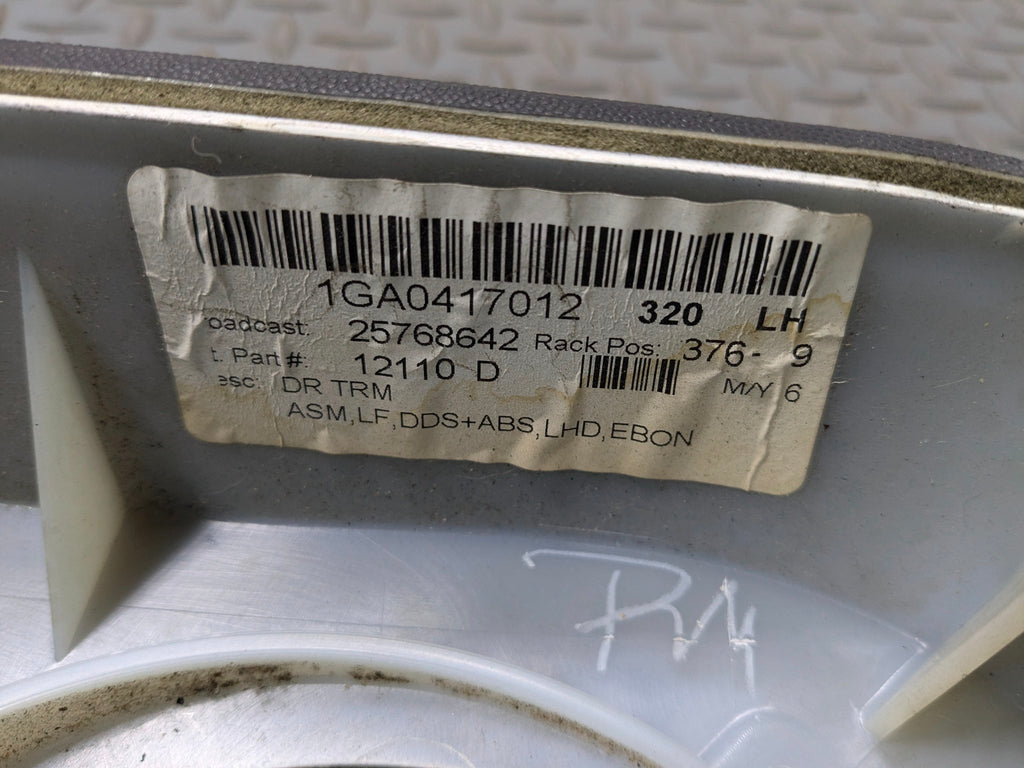 1GA0417012 320 LH
oadcast: 25768642 Rack Pos: 376- 9
t. Part #: 12110 D M/Y 6
esc: DR TRM
ASM,LF,DDS+ABS,LHD,EBON